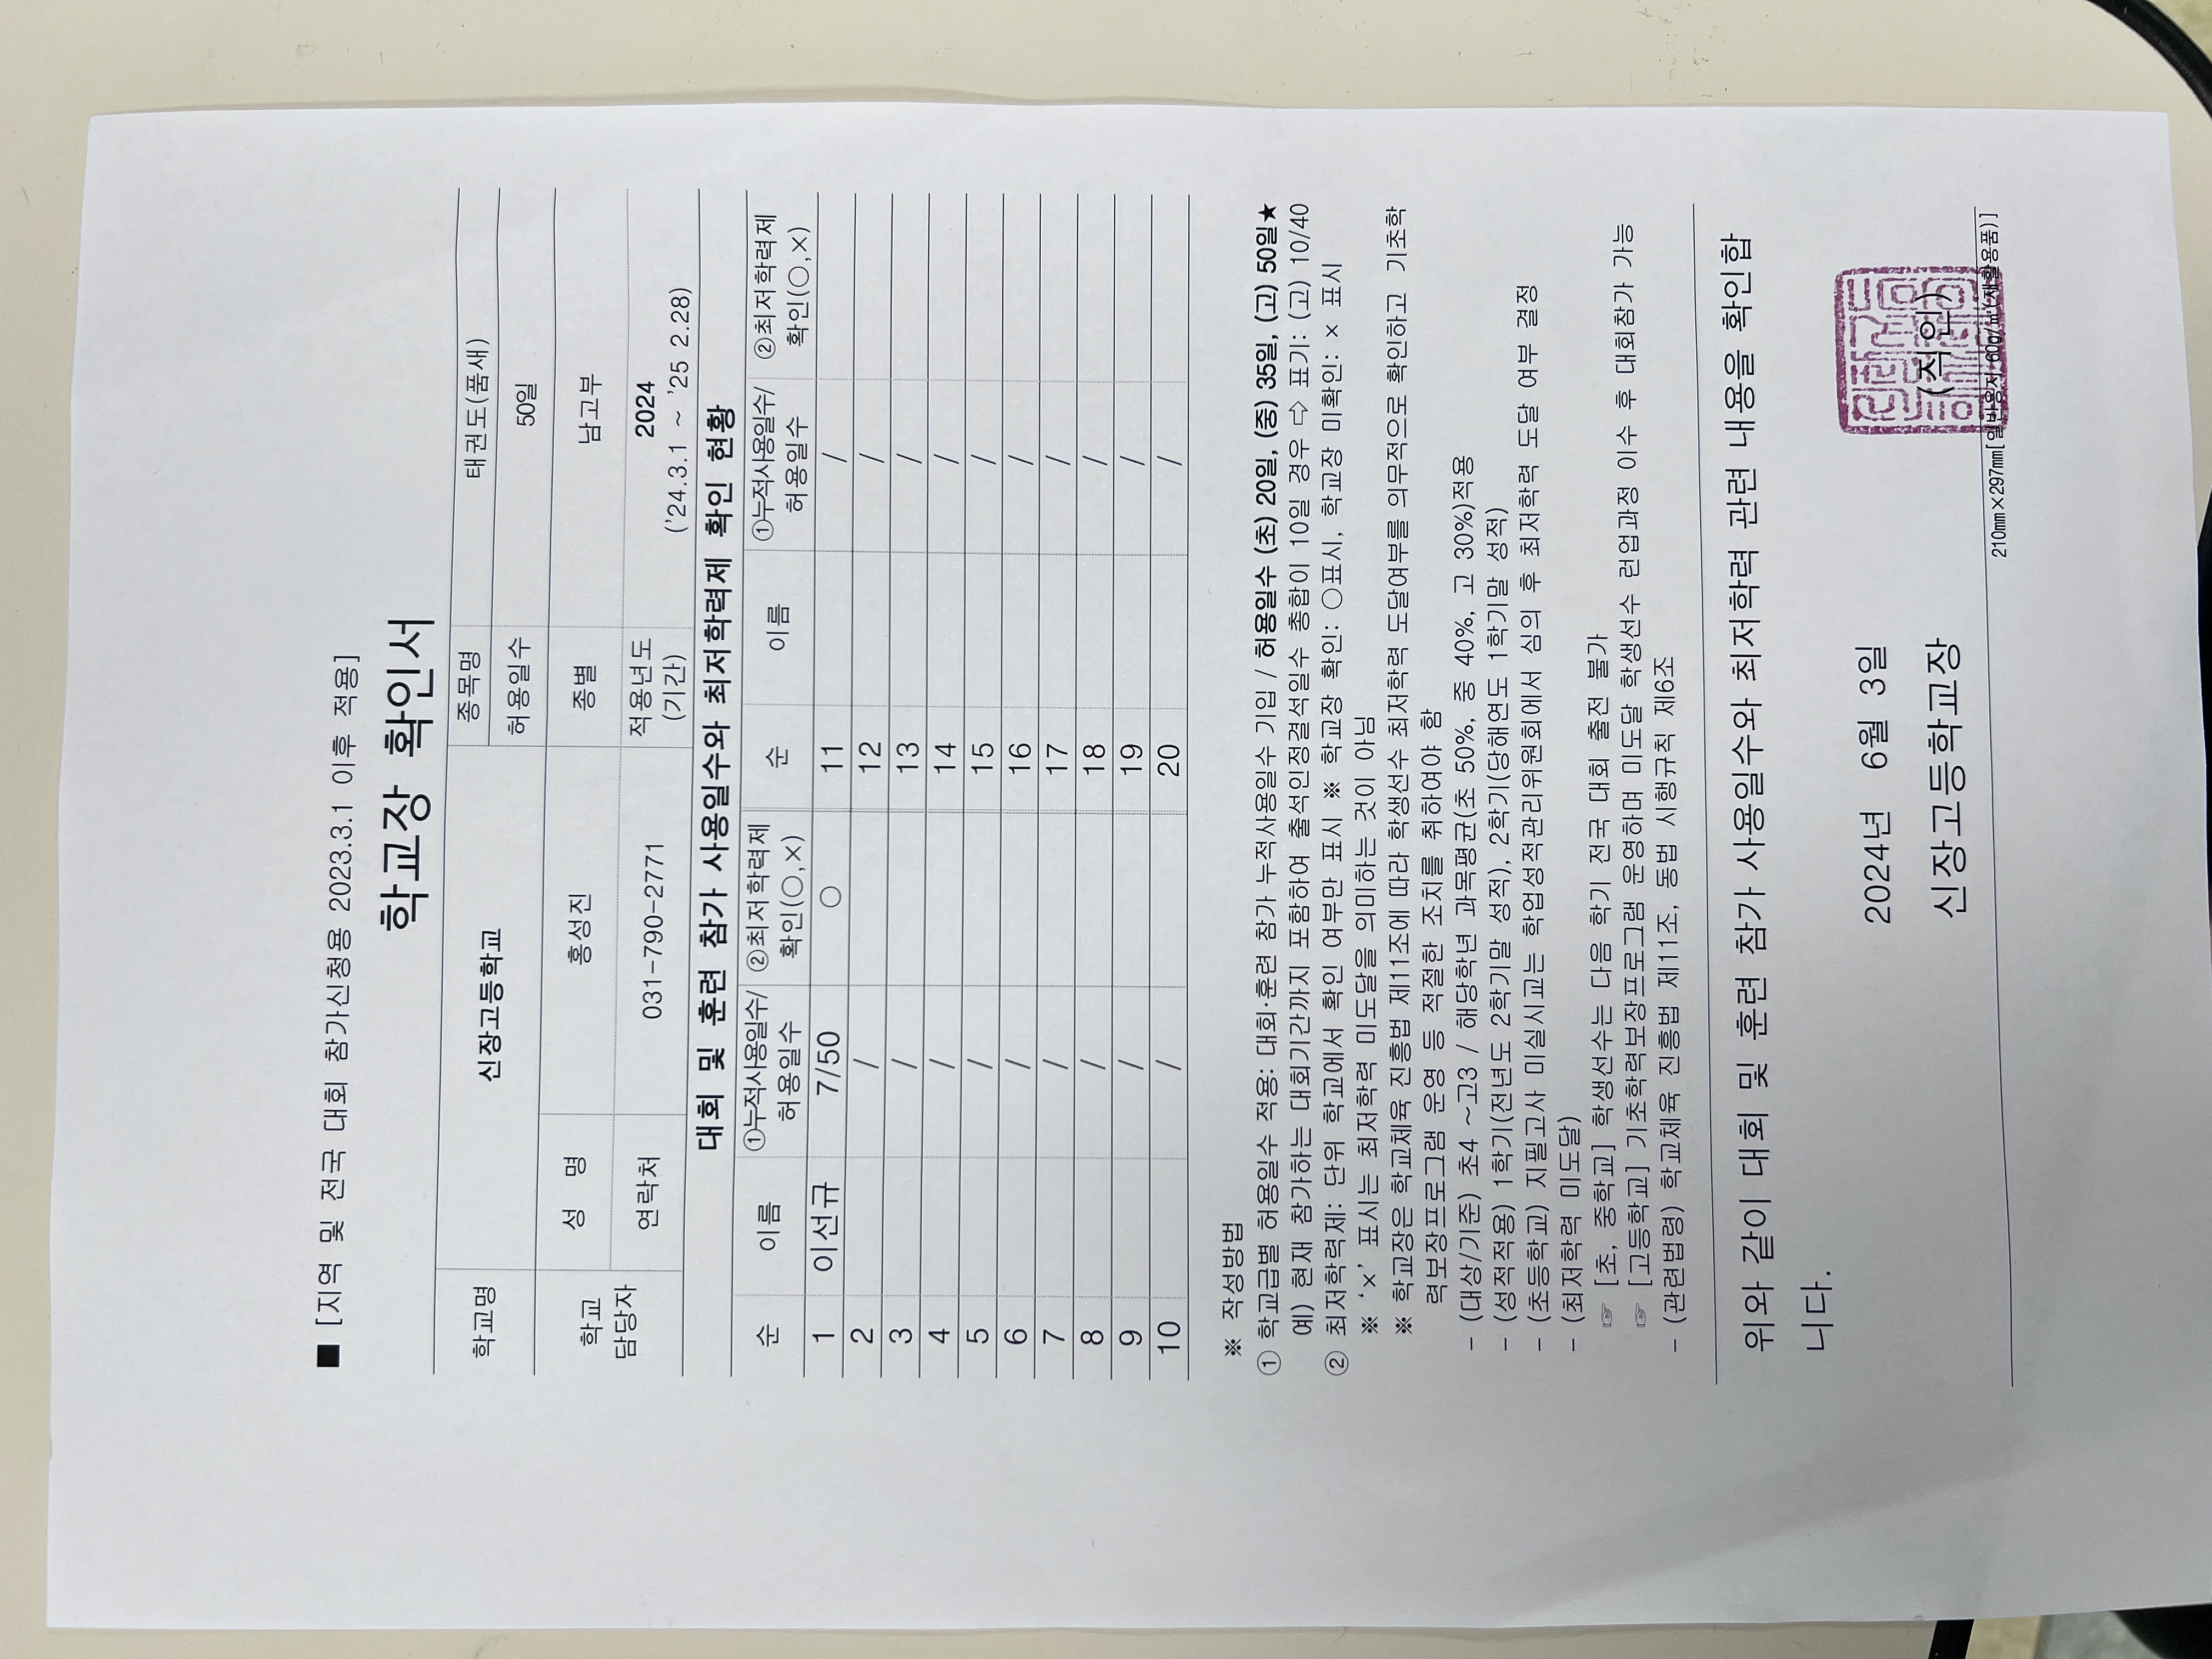 ■ [지역 및 전국 대회 참가신청용 2023.3.1 이후 적용]
학교장 확인서
학교명 신장고등학교 종목명 태권도(품새)
허용일수 50일
학교 담당자 성 명 홍성진 종별 남고부
연락처 031-790-2771 적용년도 (기간) 2024 ('24.3.1 ~ '25 2.28)
대회 및 훈련 참가 사용일수와 최저학력제 확인 현황
순 이름 ①누적사용일수/허용일수 ②최저학력제 확인(○,×) 순 이름 ①누적사용일수/허용일수 ②최저학력제 확인(○,×)
1 이선규 7/50 ○ 11 /
2 / 12 /
3 / 13 /
4 / 14 /
5 / 15 /
6 / 16 /
7 / 17 /
8 / 18 /
9 / 19 /
10 / 20 /
※ 작성방법
① 학교급별 허용일수 적용: 대회·훈련 참가 누적사용일수 기입 / 허용일수 (초) 20일, (중) 35일, (고) 50일★
예) 현재 참가하는 대회기간까지 포함하여 출석인정결석일수 총합이 10일 경우 ⇨ 표기: (고) 10/40
② 최저학력제: 단위 학교에서 확인 여부만 표시 ※ 학교장 확인: ○표시, 학교장 미확인: × 표시
※ '×' 표시는 최저학력 미도달을 의미하는 것이 아님
※ 학교장은 학교체육 진흥법 제11조에 따라 학생선수 최저학력 도달여부를 의무적으로 확인하고 기초학
력보장프로그램 운영 등 적절한 조치를 취하여야 함
- (대상/기준) 초4 ~고3 / 해당학년 과목평균(초 50%, 중 40%, 고 30%)적용
- (성적적용) 1학기(전년도 2학기말 성적), 2학기(당해연도 1학기말 성적)
- (초등학교) 지필고사 미실시교는 학업성적관리위원회에서 심의 후 최저학력 도달 여부 결정
- (최저학력 미도달)
☞ [초, 중학교] 학생선수는 다음 학기 전국 대회 출전 불가
☞ [고등학교] 기초학력보장프로그램 운영하며 미도달 학생선수 런업과정 이수 후 대회참가 가능
- (관련법령) 학교체육 진흥법 제11조, 동법 시행규칙 제6조
위와 같이 대회 및 훈련 참가 사용일수와 최저학력 관련 내용을 확인합
니다.
2024년 6월 3일
신장고등학교장 (직인)
210㎜×297㎜[일반용지 60g/㎡(재활용품)]